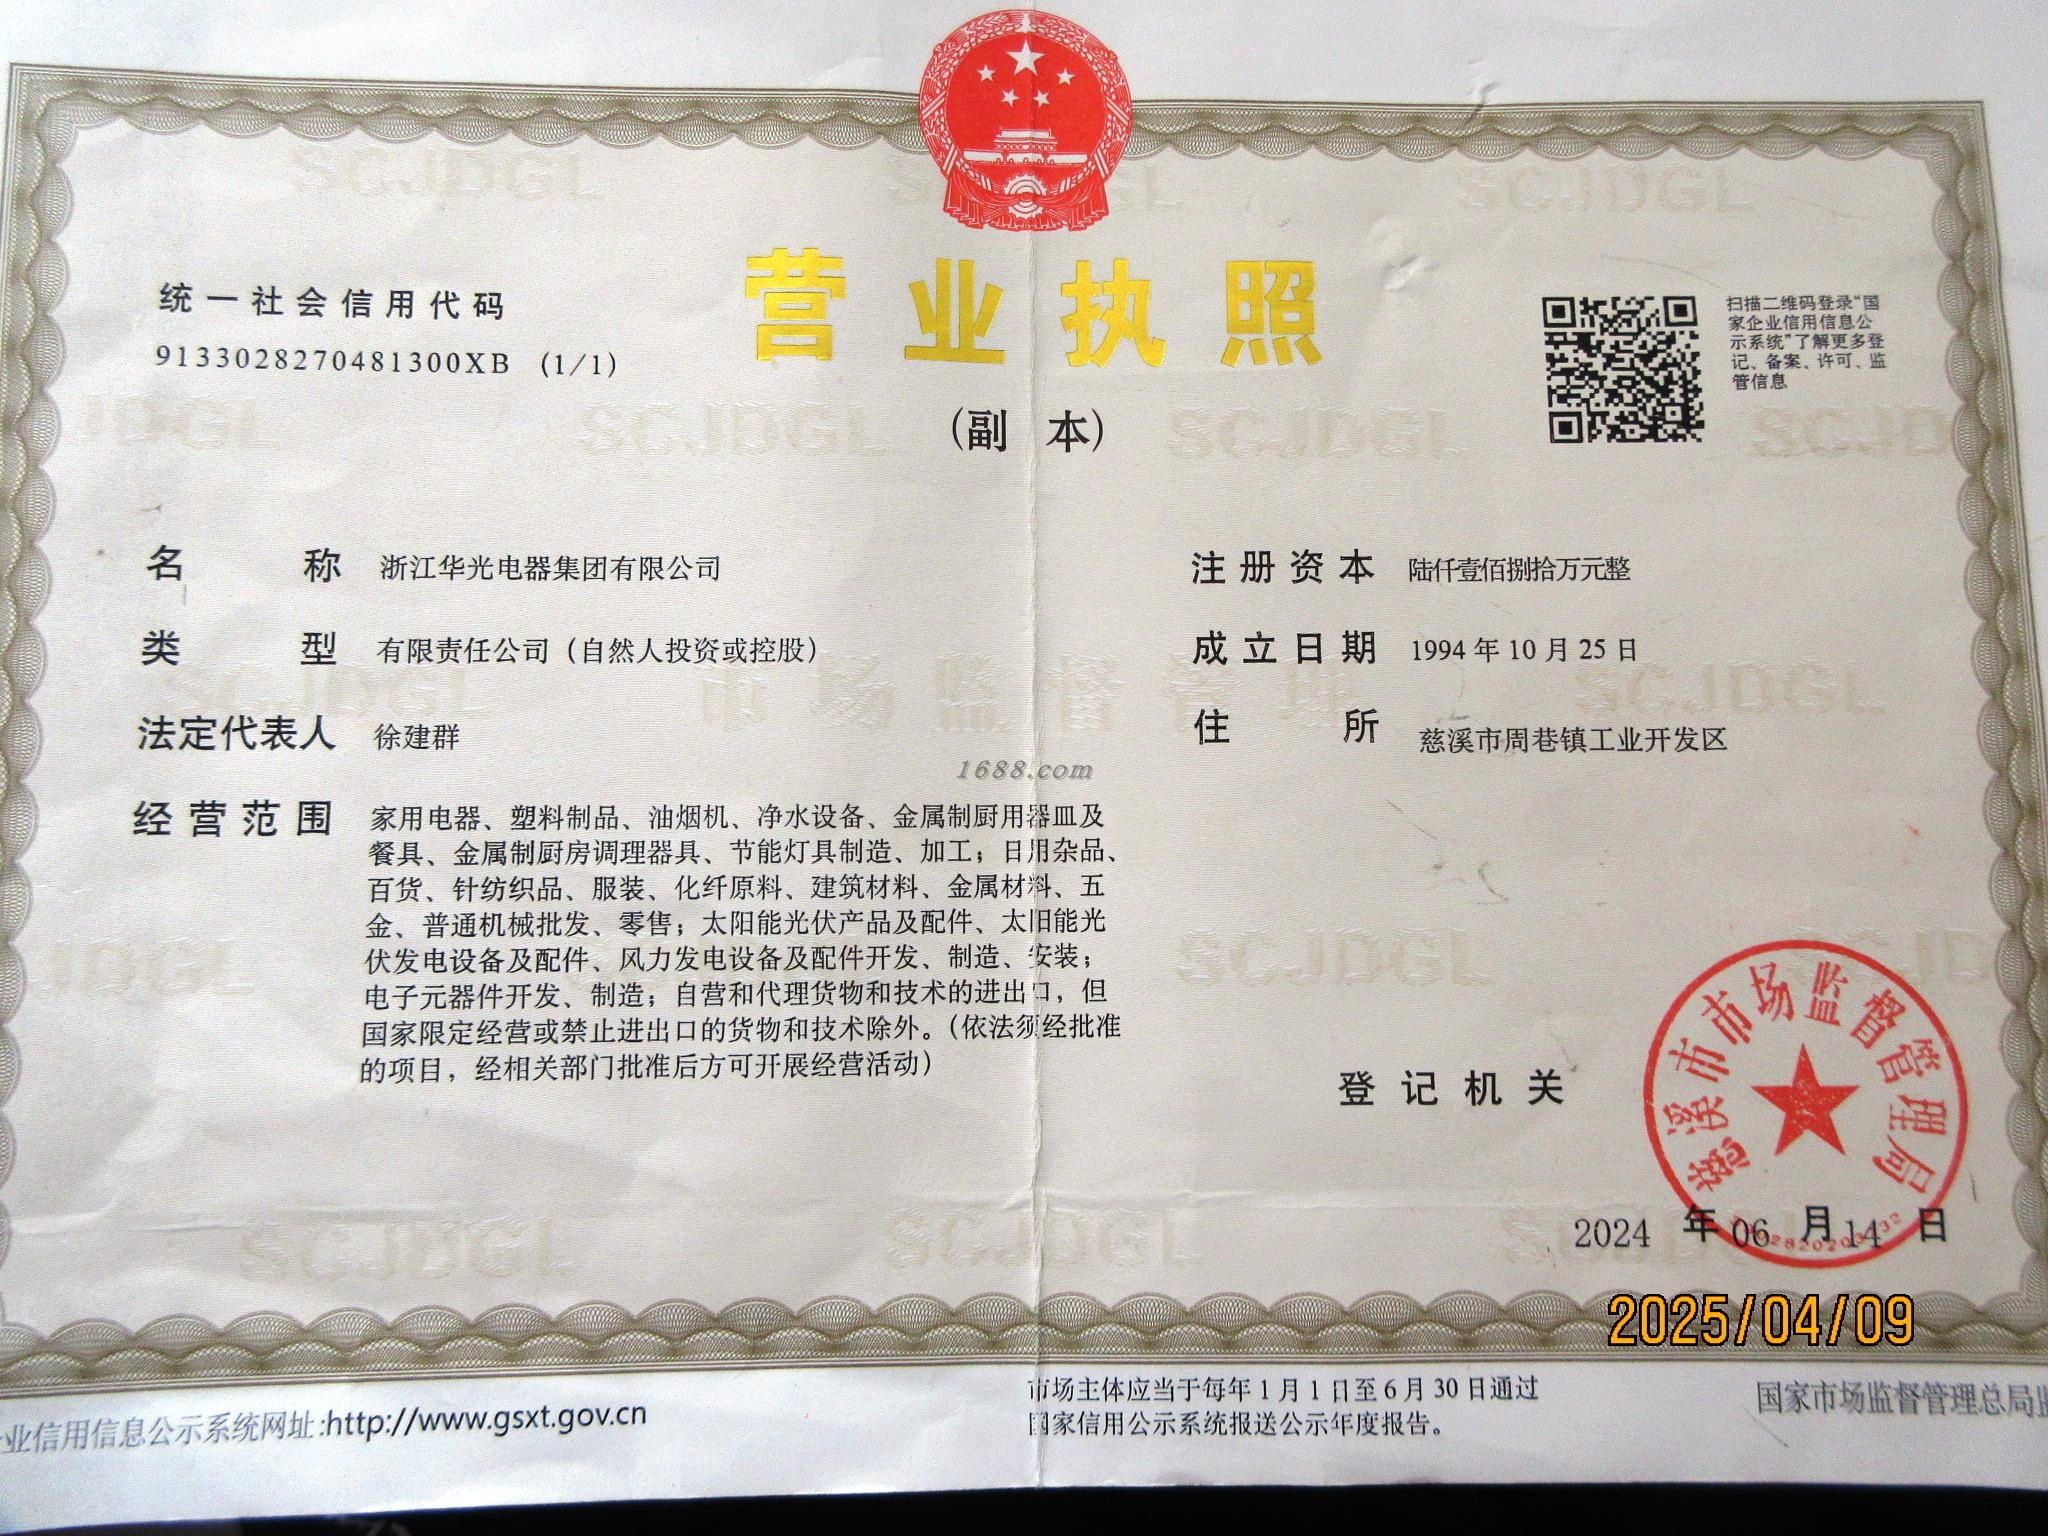 营业执照
(副 本)
统一社会信用代码
9133028270481300XB (1/1)
扫描二维码登录“国
家企业信用信息公
示系统”了解更多登
记、备案、许可、监
管信息
名 称 浙江华光电器集团有限公司
类 型 有限责任公司（自然人投资或控股）
法定代表人 徐建群
经营范围 家用电器、塑料制品、油烟机、净水设备、金属制厨用器皿及
餐具、金属制厨房调理器具、节能灯具制造、加工；日用杂品、
百货、针纺织品、服装、化纤原料、建筑材料、金属材料、五
金、普通机械批发、零售；太阳能光伏产品及配件、太阳能光
伏发电设备及配件、风力发电设备及配件开发、制造、安装；
电子元器件开发、制造；自营和代理货物和技术的进出口，但
国家限定经营或禁止进出口的货物和技术除外。（依法须经批准
的项目，经相关部门批准后方可开展经营活动）
注册资本 陆仟壹佰捌拾万元整
成立日期 1994年10月25日
住 所 慈溪市周巷镇工业开发区
1688.com
登记机关
慈溪市市场监督管理局
2024 年 06 月 14 日
2025/04/09
业信用信息公示系统网址:http://www.gsxt.gov.cn
市场主体应当于每年1月1日至6月30日通过
国家信用公示系统报送公示年度报告。
国家市场监督管理总局监
SCJDGL
市场监督管理